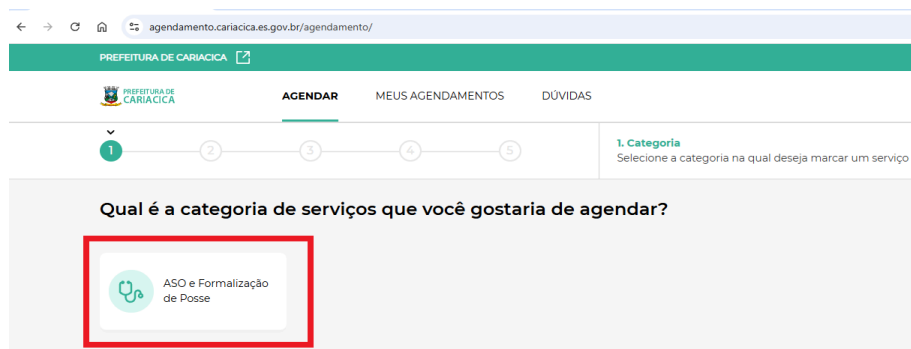 agendamento.cariacica.es.gov.br/agendamento/
PREFEITURA DE CARIACICA
PREFEITURA DE
CARIACICA
AGENDAR MEUS AGENDAMENTOS DÚVIDAS
1 2 3 4 5
1. Categoria
Selecione a categoria na qual deseja marcar um serviço
Qual é a categoria de serviços que você gostaria de agendar?
ASO e Formalização
de Posse